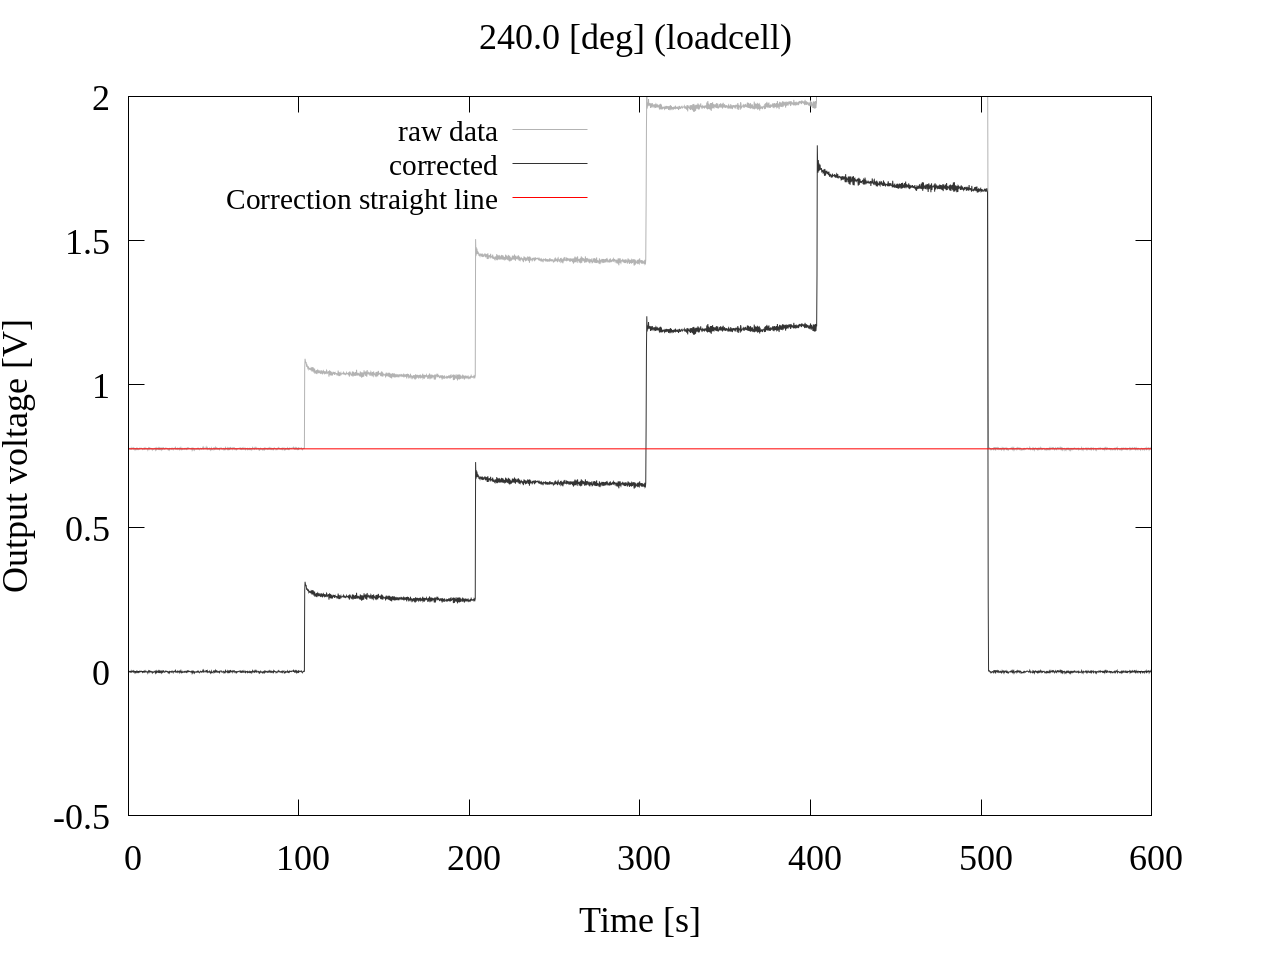 240.0 [deg] (loadcell)
2
raw data
corrected
Correction straight line
1.5
1
0.5
0
-0.5
Output voltage [V]
0 100 200 300 400 500 600
Time [s]